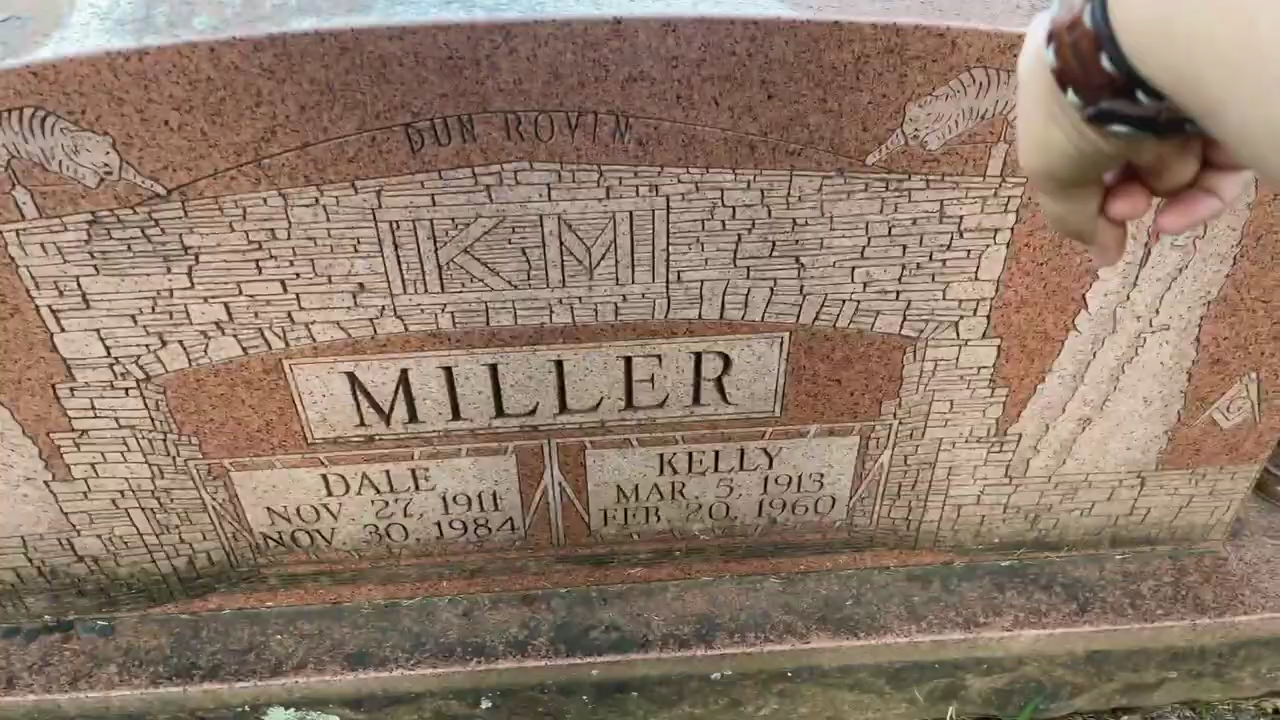 DUN ROVIN
KM
MILLER
DALE
NOV 27, 1911
NOV 30, 1984
KELLY
MAR. 5, 1913
FEB 20, 1960
G